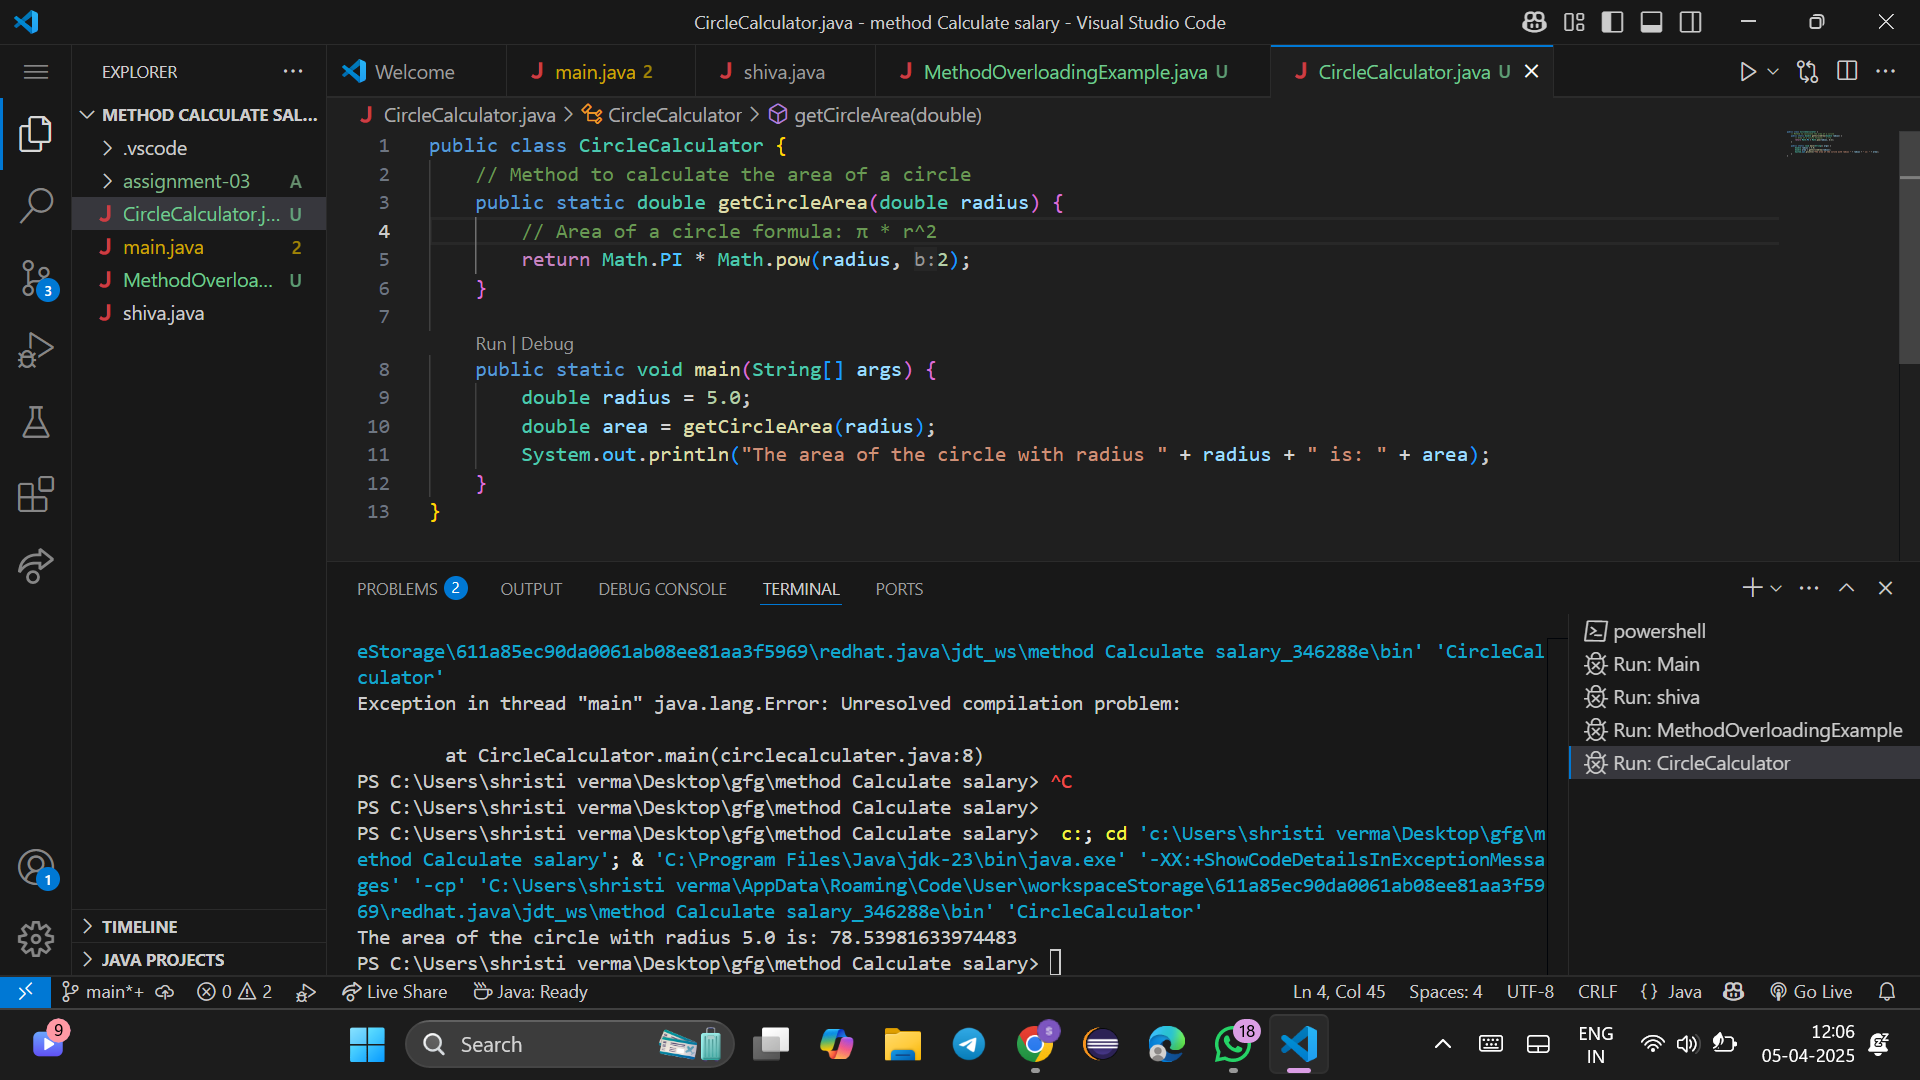 CircleCalculator.java - method Calculate salary - Visual Studio Code
EXPLORER
METHOD CALCULATE SAL...
.vscode
assignment-03 A
CircleCalculator.j... U
main.java 2
MethodOverloa... U
shiva.java
3
1
TIMELINE
JAVA PROJECTS
Welcome
main.java 2
shiva.java
MethodOverloadingExample.java U
CircleCalculator.java U
CircleCalculator.java > CircleCalculator > getCircleArea(double)
1 public class CircleCalculator {
2 // Method to calculate the area of a circle
3 public static double getCircleArea(double radius) {
4 // Area of a circle formula: π * r^2
5 return Math.PI * Math.pow(radius, b:2);
6 }
7
Run | Debug
8 public static void main(String[] args) {
9 double radius = 5.0;
10 double area = getCircleArea(radius);
11 System.out.println("The area of the circle with radius " + radius + " is: " + area);
12 }
13 }
PROBLEMS 2 OUTPUT DEBUG CONSOLE TERMINAL PORTS
eStorage\611a85ec90da0061ab08ee81aa3f5969\redhat.java\jdt_ws\method Calculate salary_346288e\bin' 'CircleCal
culator'
Exception in thread "main" java.lang.Error: Unresolved compilation problem:
at CircleCalculator.main(circlecalculater.java:8)
PS C:\Users\shristi verma\Desktop\gfg\method Calculate salary> ^C
PS C:\Users\shristi verma\Desktop\gfg\method Calculate salary>
PS C:\Users\shristi verma\Desktop\gfg\method Calculate salary> c:; cd 'c:\Users\shristi verma\Desktop\gfg\m
ethod Calculate salary'; & 'C:\Program Files\Java\jdk-23\bin\java.exe' '-XX:+ShowCodeDetailsInExceptionMessa
ges' '-cp' 'C:\Users\shristi verma\AppData\Roaming\Code\User\workspaceStorage\611a85ec90da0061ab08ee81aa3f59
69\redhat.java\jdt_ws\method Calculate salary_346288e\bin' 'CircleCalculator'
The area of the circle with radius 5.0 is: 78.53981633974483
PS C:\Users\shristi verma\Desktop\gfg\method Calculate salary>
powershell
Run: Main
Run: shiva
Run: MethodOverloadingExample
Run: CircleCalculator
main*+ 0 2 Live Share Java: Ready Ln 4, Col 45 Spaces: 4 UTF-8 CRLF {} Java Go Live
9
Search
S
18
ENG
IN
12:06
05-04-2025